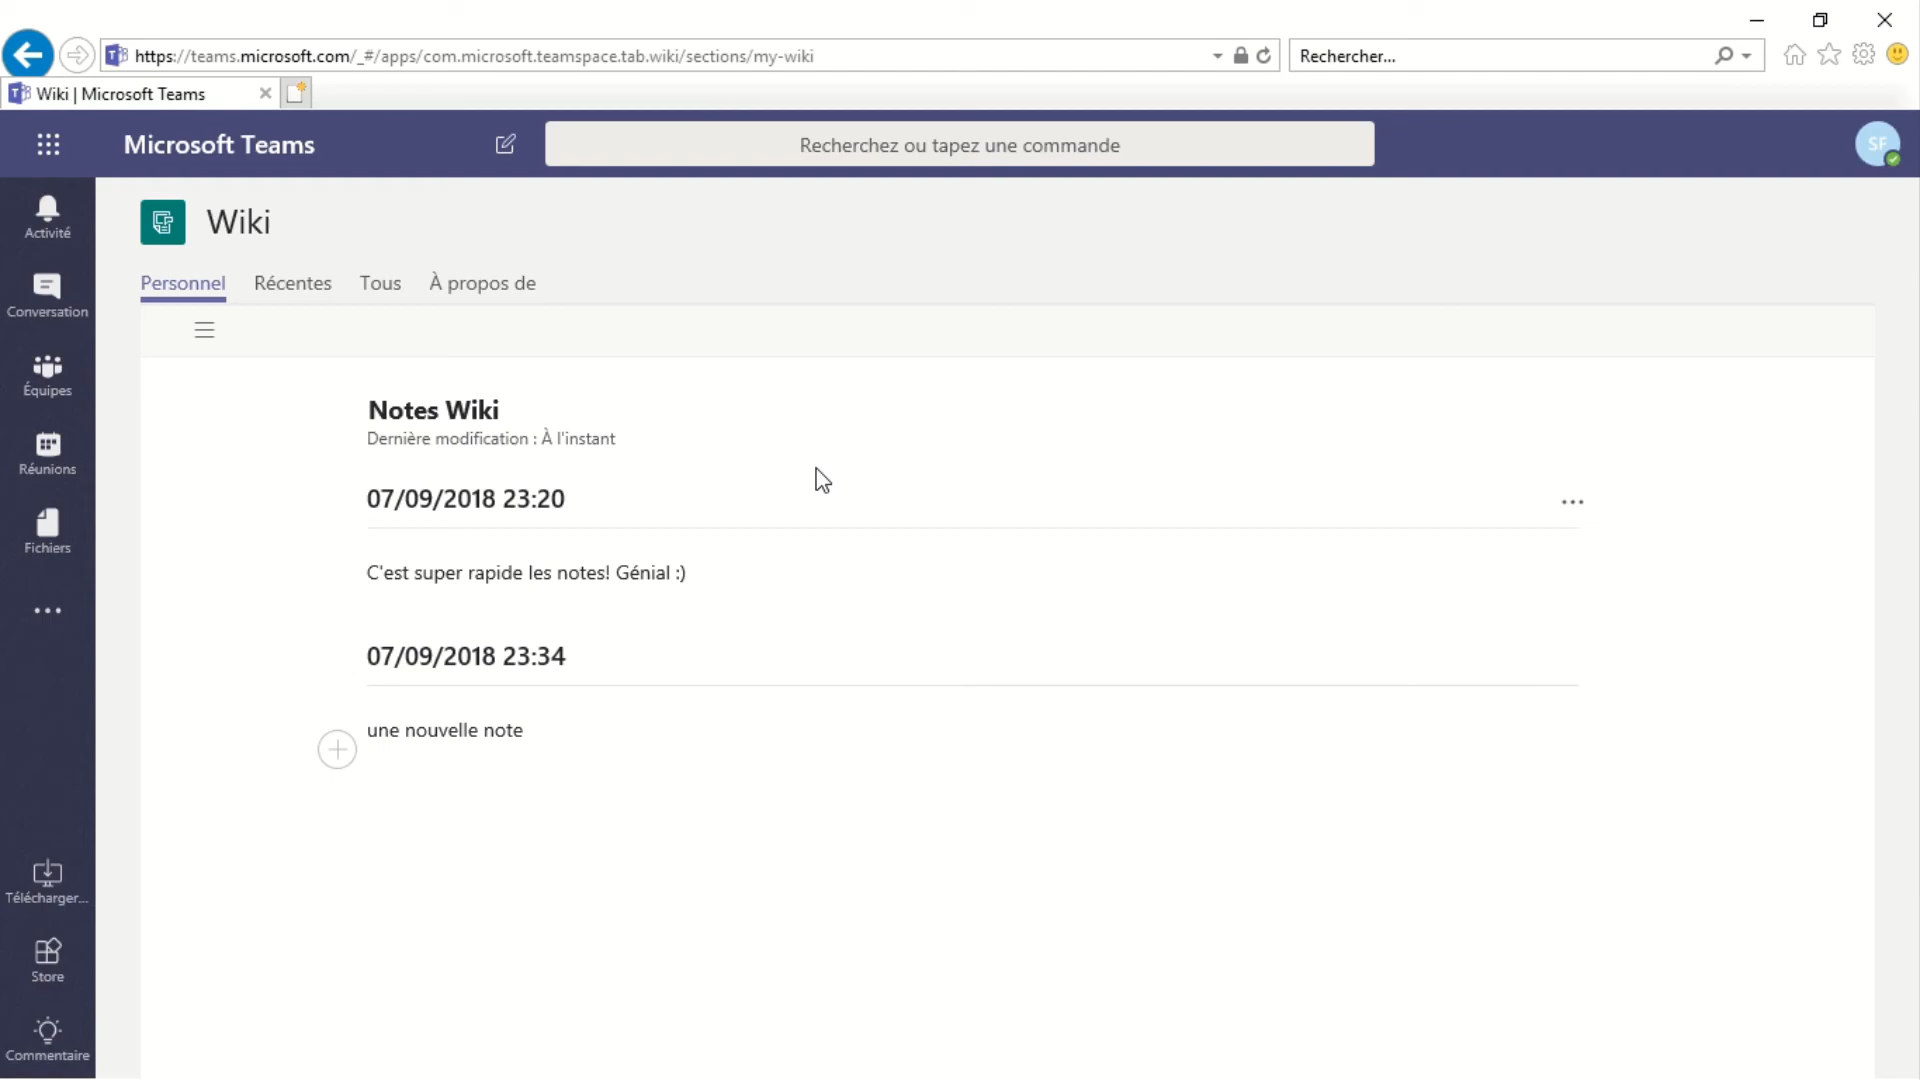 https://teams.microsoft.com/_#/apps/com.microsoft.teamspace.tab.wiki/sections/my-wiki
Rechercher...
Wiki | Microsoft Teams
Microsoft Teams
Recherchez ou tapez une commande
SF
Activité
Conversation
Équipes
Réunions
Fichiers
Télécharger...
Store
Commentaire
Wiki
Personnel Récentes Tous À propos de
Notes Wiki
Dernière modification : À l'instant
07/09/2018 23:20
C'est super rapide les notes! Génial :)
07/09/2018 23:34
une nouvelle note